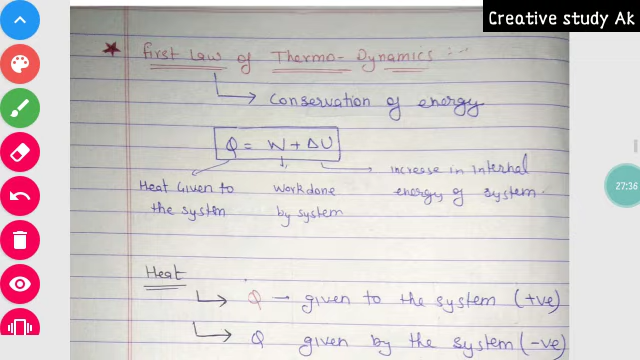 Creative study Ak
★ First Law of Thermo-Dynamics :-
Conservation of energy
Q = W + ΔU
Heat Given to the system
work done by system
increase in internal energy of system.
27:36
Heat
Q — given to the system (+ve)
Q given by the system (-ve)